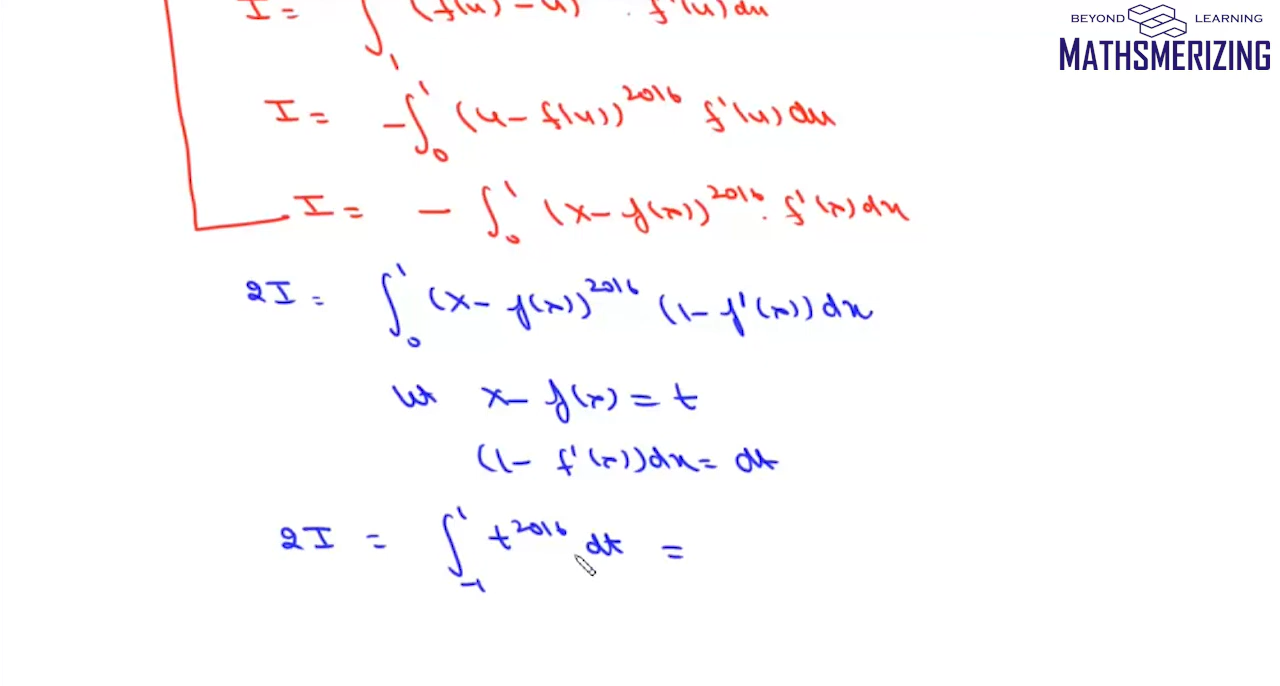 BEYOND LEARNING
MATHSMERIZING
I = ∫₁ (f(u) - u) . f'(u) du
I = -∫₀¹ (u - f(u))²⁰¹⁶ f'(u) du
I = - ∫₀¹ (x - f(x))²⁰¹⁶ . f'(x) dx
2I = ∫₀¹ (x - f(x))²⁰¹⁶ (1 - f'(x)) dx
let x - f(x) = t
(1 - f'(x)) dx = dt
2I = ∫₋₁¹ t²⁰¹⁶ dt =